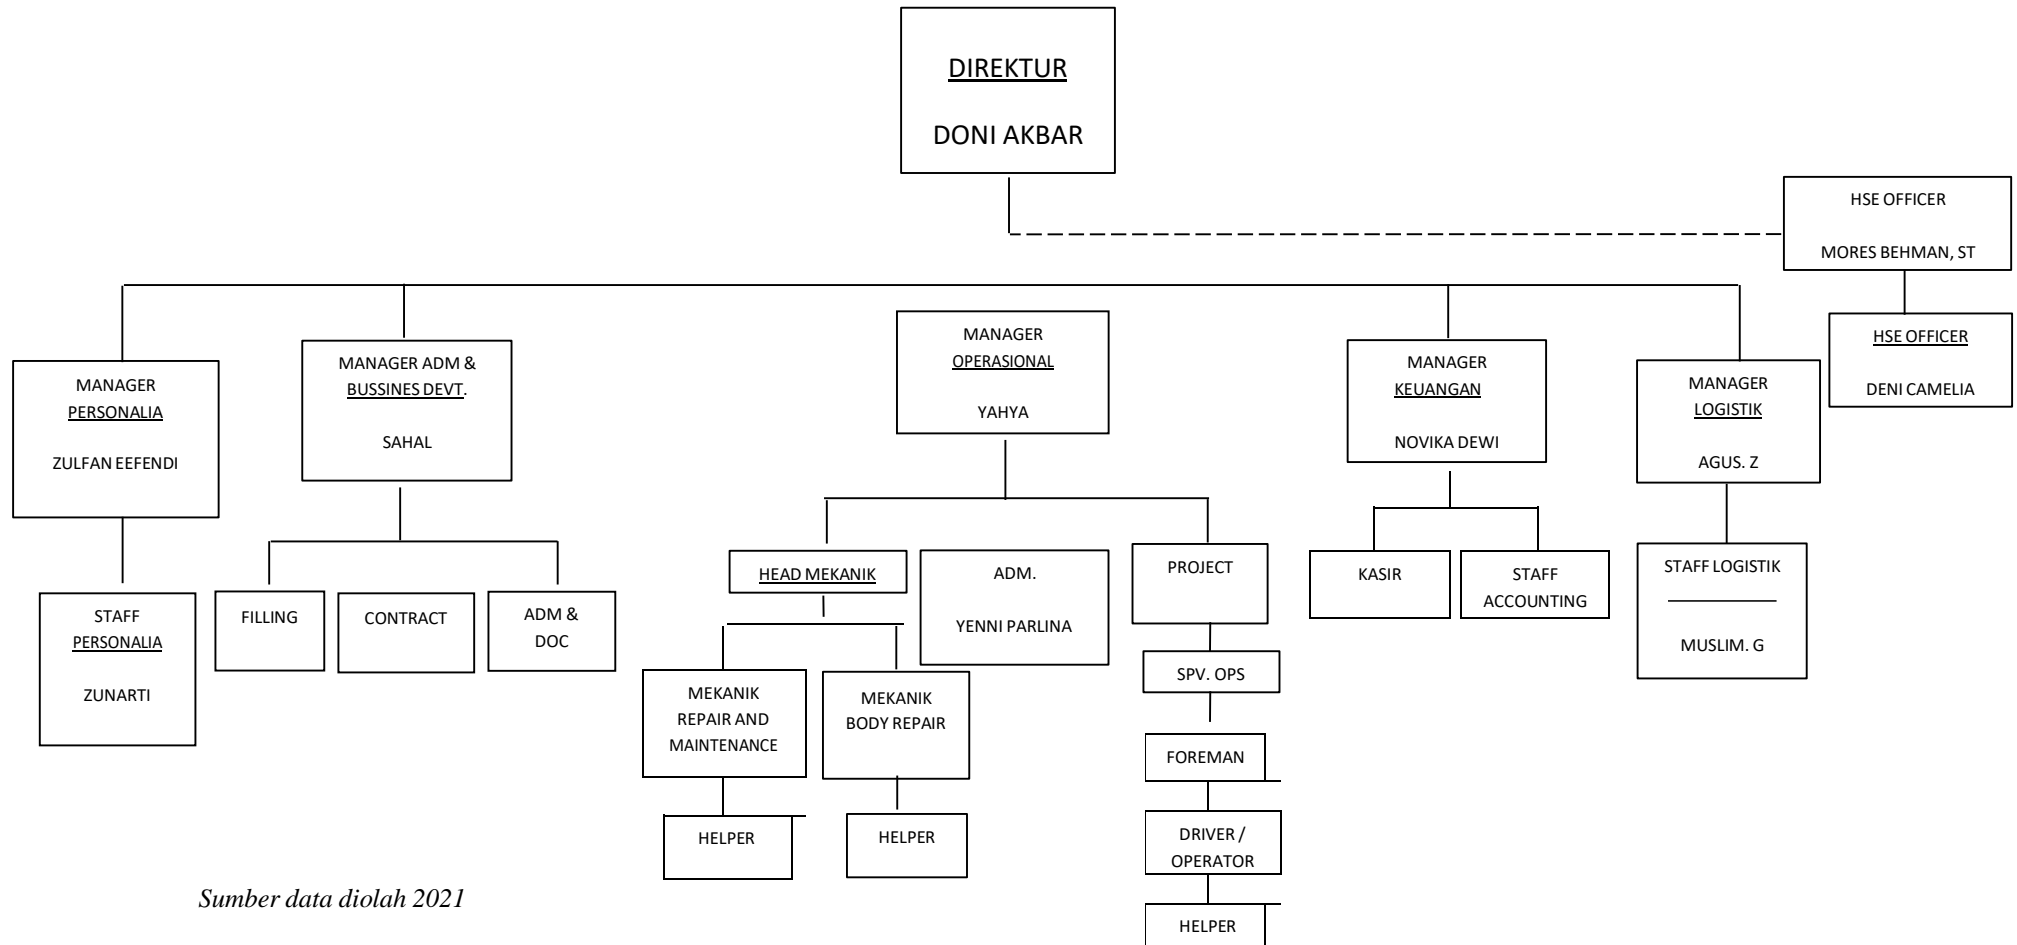 DIREKTUR
DONI AKBAR
HSE OFFICER
MORES BEHMAN, ST
HSE OFFICER
DENI CAMELIA
MANAGER
PERSONALIA
ZULFAN EEFENDI
MANAGER ADM &
BUSSINES DEVT.
SAHAL
MANAGER
OPERASIONAL
YAHYA
MANAGER
KEUANGAN
NOVIKA DEWI
MANAGER
LOGISTIK
AGUS. Z
STAFF
PERSONALIA
ZUNARTI
FILLING
CONTRACT
ADM &
DOC
HEAD MEKANIK
ADM.
YENNI PARLINA
PROJECT
KASIR
STAFF
ACCOUNTING
STAFF LOGISTIK
MUSLIM. G
MEKANIK
REPAIR AND
MAINTENANCE
MEKANIK
BODY REPAIR
SPV. OPS
FOREMAN
HELPER
HELPER
DRIVER /
OPERATOR
HELPER
Sumber data diolah 2021